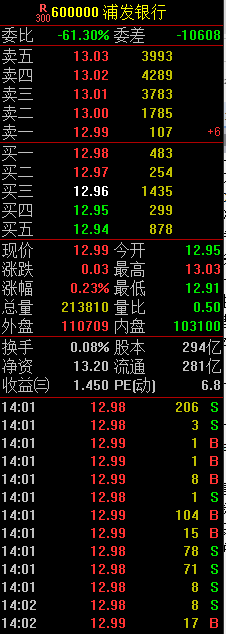 R 300 600000 浦发银行
委比 -61.30% 委差 -10608
卖五 13.03 3993
卖四 13.02 4289
卖三 13.01 3783
卖二 13.00 1785
卖一 12.99 107 +6
买一 12.98 483
买二 12.97 254
买三 12.96 1435
买四 12.95 299
买五 12.94 878
现价 12.99 今开 12.95
涨跌 0.03 最高 13.03
涨幅 0.23% 最低 12.91
总量 213810 量比 0.50
外盘 110709 内盘 103100
换手 0.08% 股本 294亿
净资 13.20 流通 281亿
收益㈢ 1.450 PE(动) 6.8
14:01 12.98 206 S
14:01 12.98 3 S
14:01 12.99 1 B
14:01 12.99 1 B
14:01 12.99 8 B
14:01 12.98 1 S
14:01 12.99 104 B
14:01 12.99 15 B
14:01 12.98 78 S
14:01 12.98 71 S
14:01 12.98 8 S
14:02 12.98 8 S
14:02 12.99 17 B